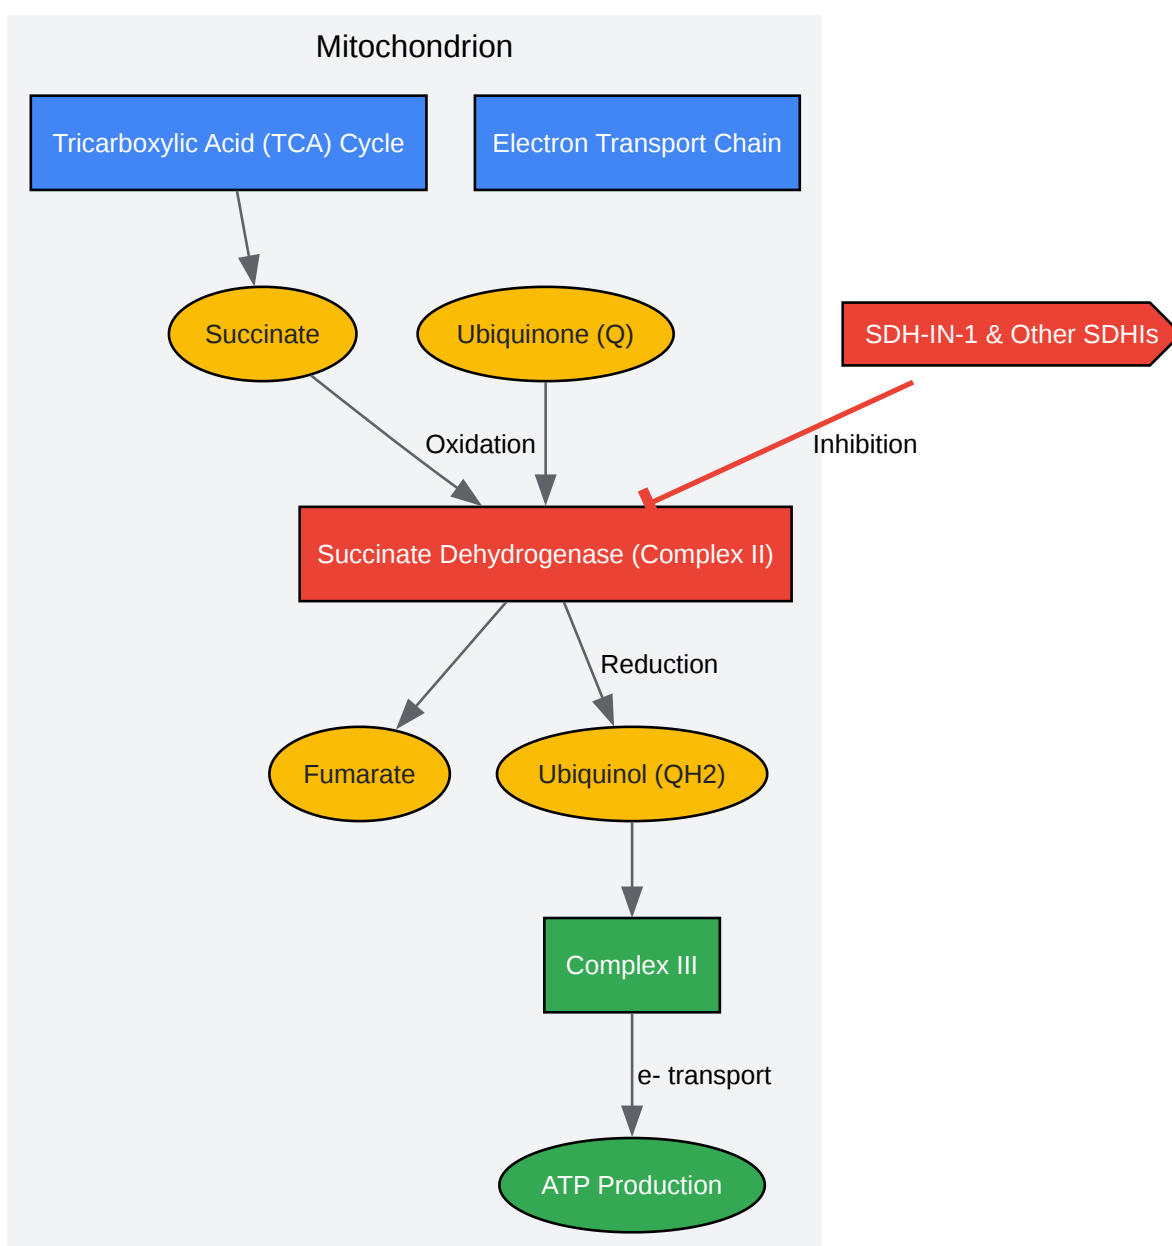 Mitochondrion
Tricarboxylic Acid (TCA) Cycle
Electron Transport Chain
Succinate
Ubiquinone (Q)
SDH-IN-1 & Other SDHIs
Oxidation
Inhibition
Succinate Dehydrogenase (Complex II)
Reduction
Fumarate
Ubiquinol (QH2)
Complex III
e- transport
ATP Production